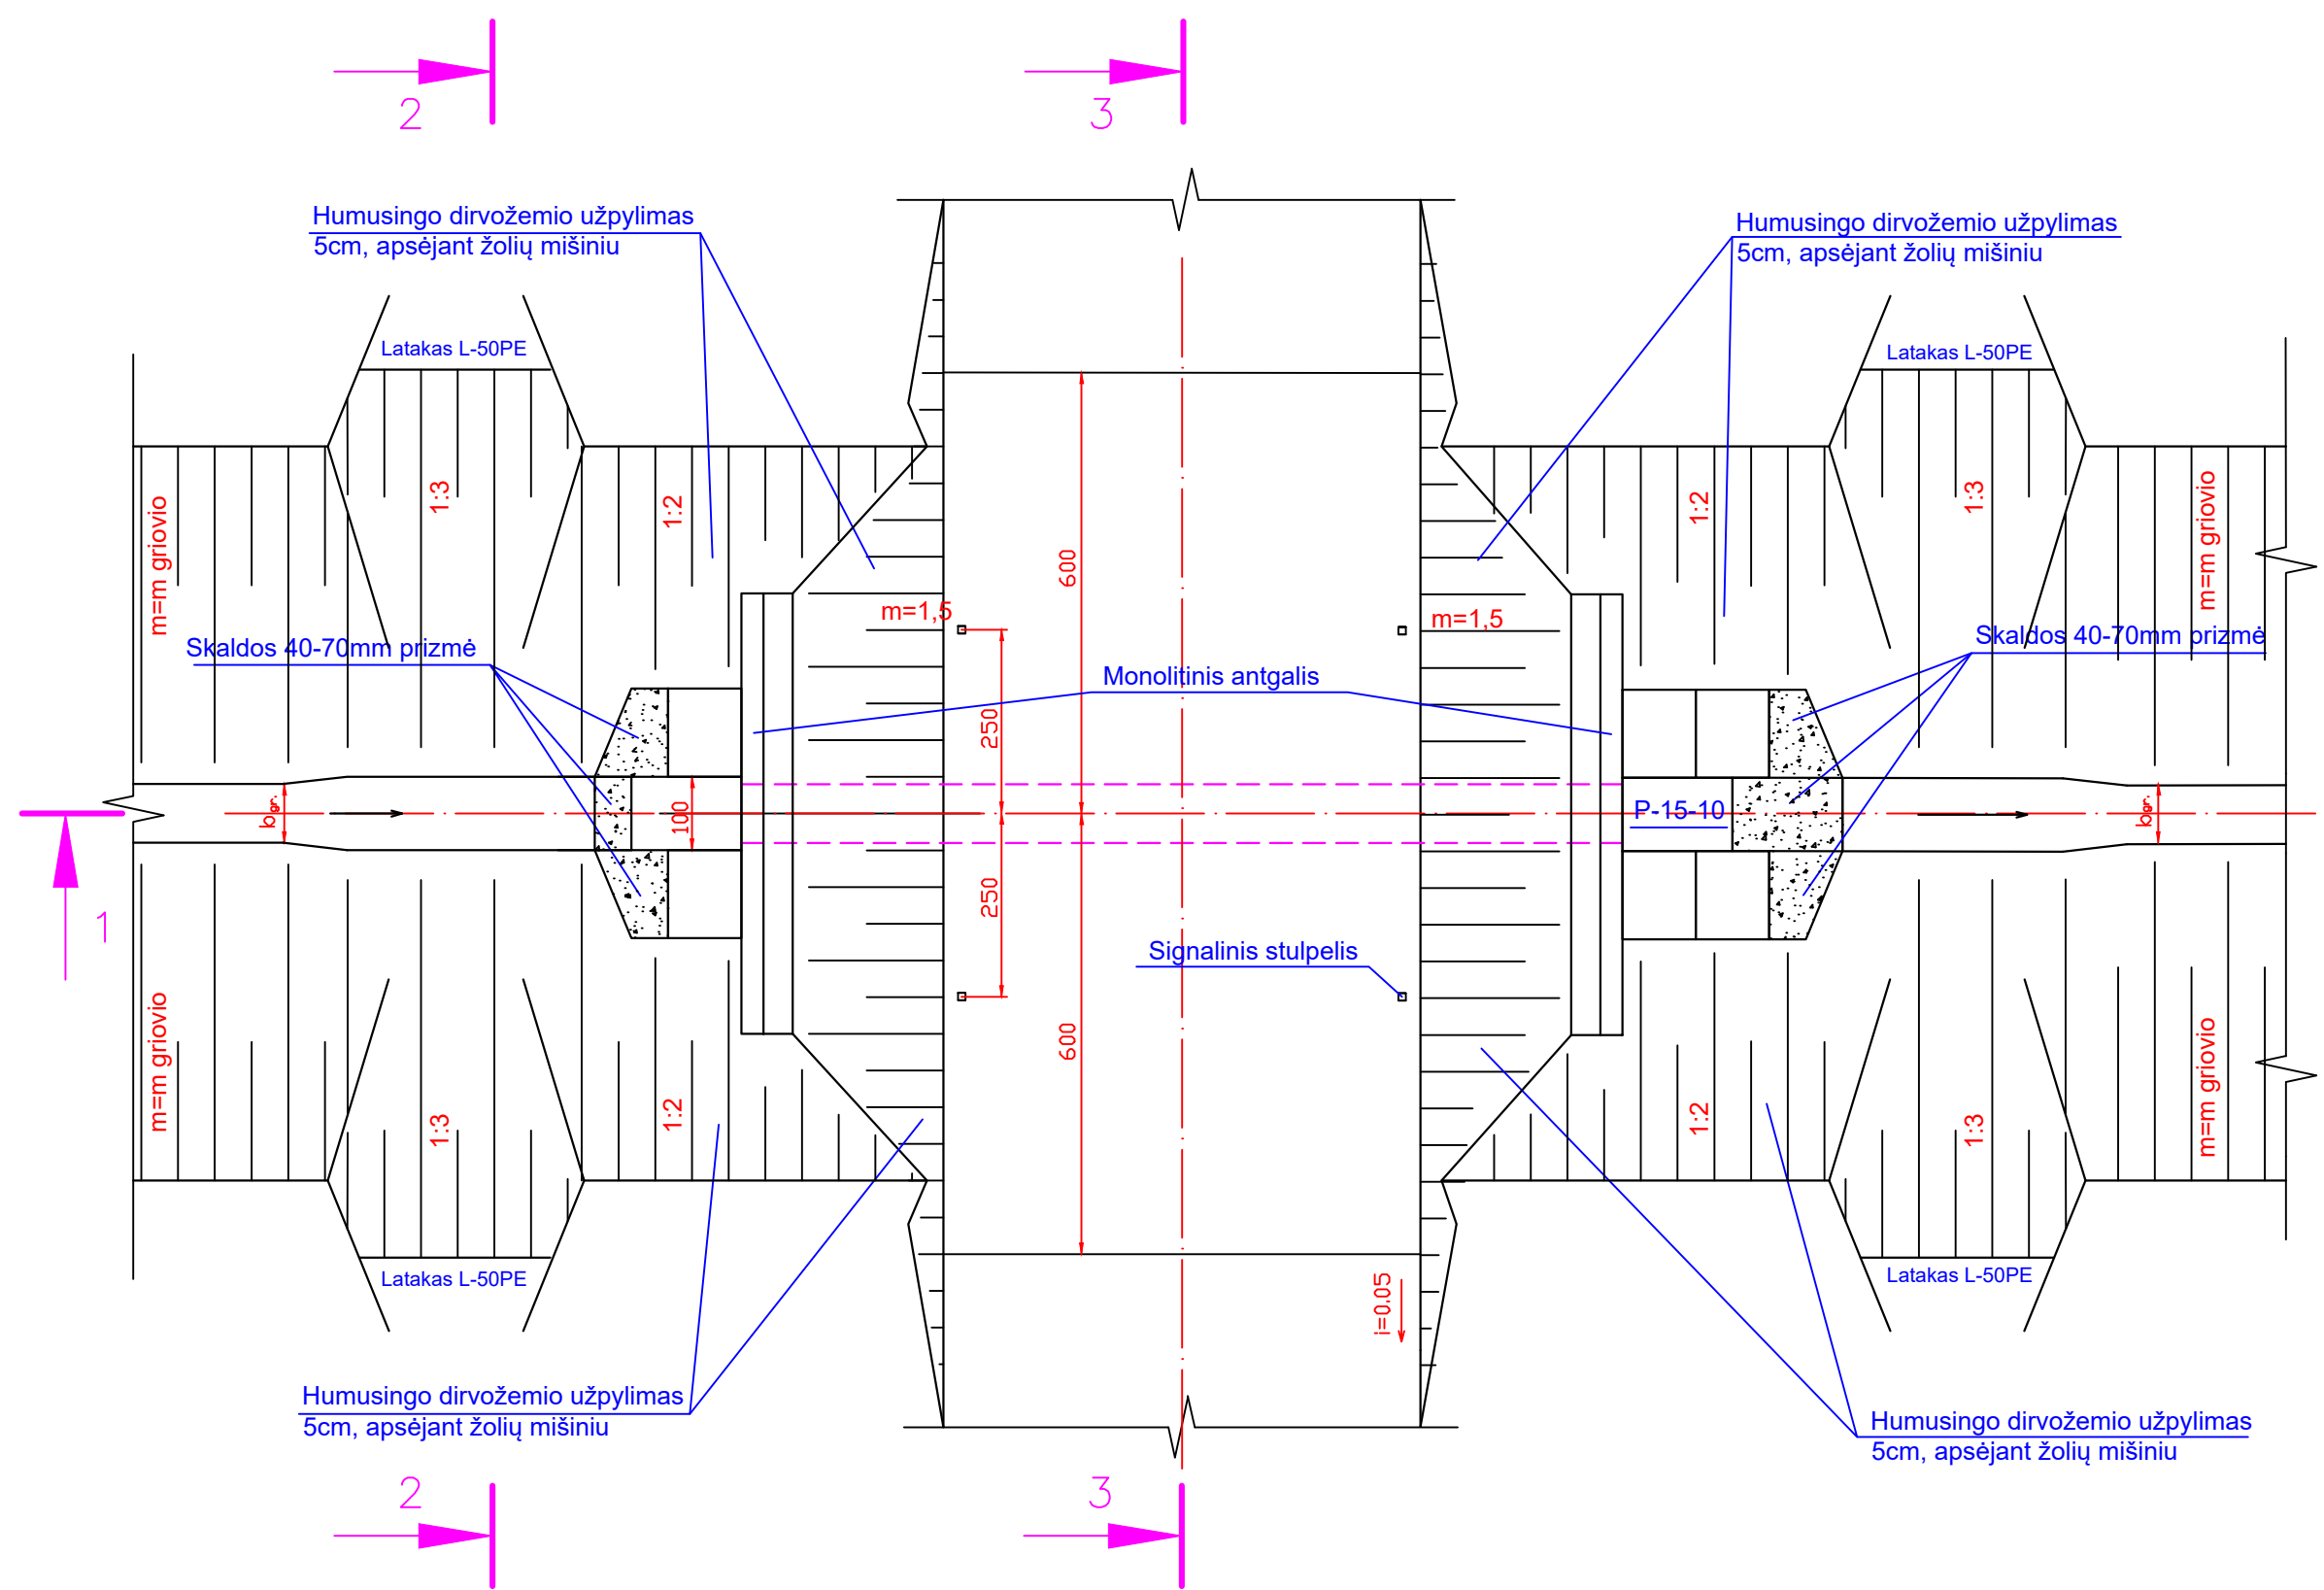 2
3
Humusingo dirvožemio užpylimas
5cm, apsėjant žolių mišiniu
Humusingo dirvožemio užpylimas
5cm, apsėjant žolių mišiniu
Latakas L-50PE
Latakas L-50PE
m=m griovio
1:3
1:2
600
1:2
1:3
m=m griovio
m=1,5
m=1,5
Skaldos 40-70mm prizmė
Skaldos 40-70mm prizmė
Monolitinis antgalis
250
bgr.
100
P-15-10
bgr.
1
250
Signalinis stulpelis
m=m griovio
1:3
1:2
600
1:2
1:3
m=m griovio
Latakas L-50PE
i=0.05
Latakas L-50PE
Humusingo dirvožemio užpylimas
5cm, apsėjant žolių mišiniu
Humusingo dirvožemio užpylimas
5cm, apsėjant žolių mišiniu
2
3